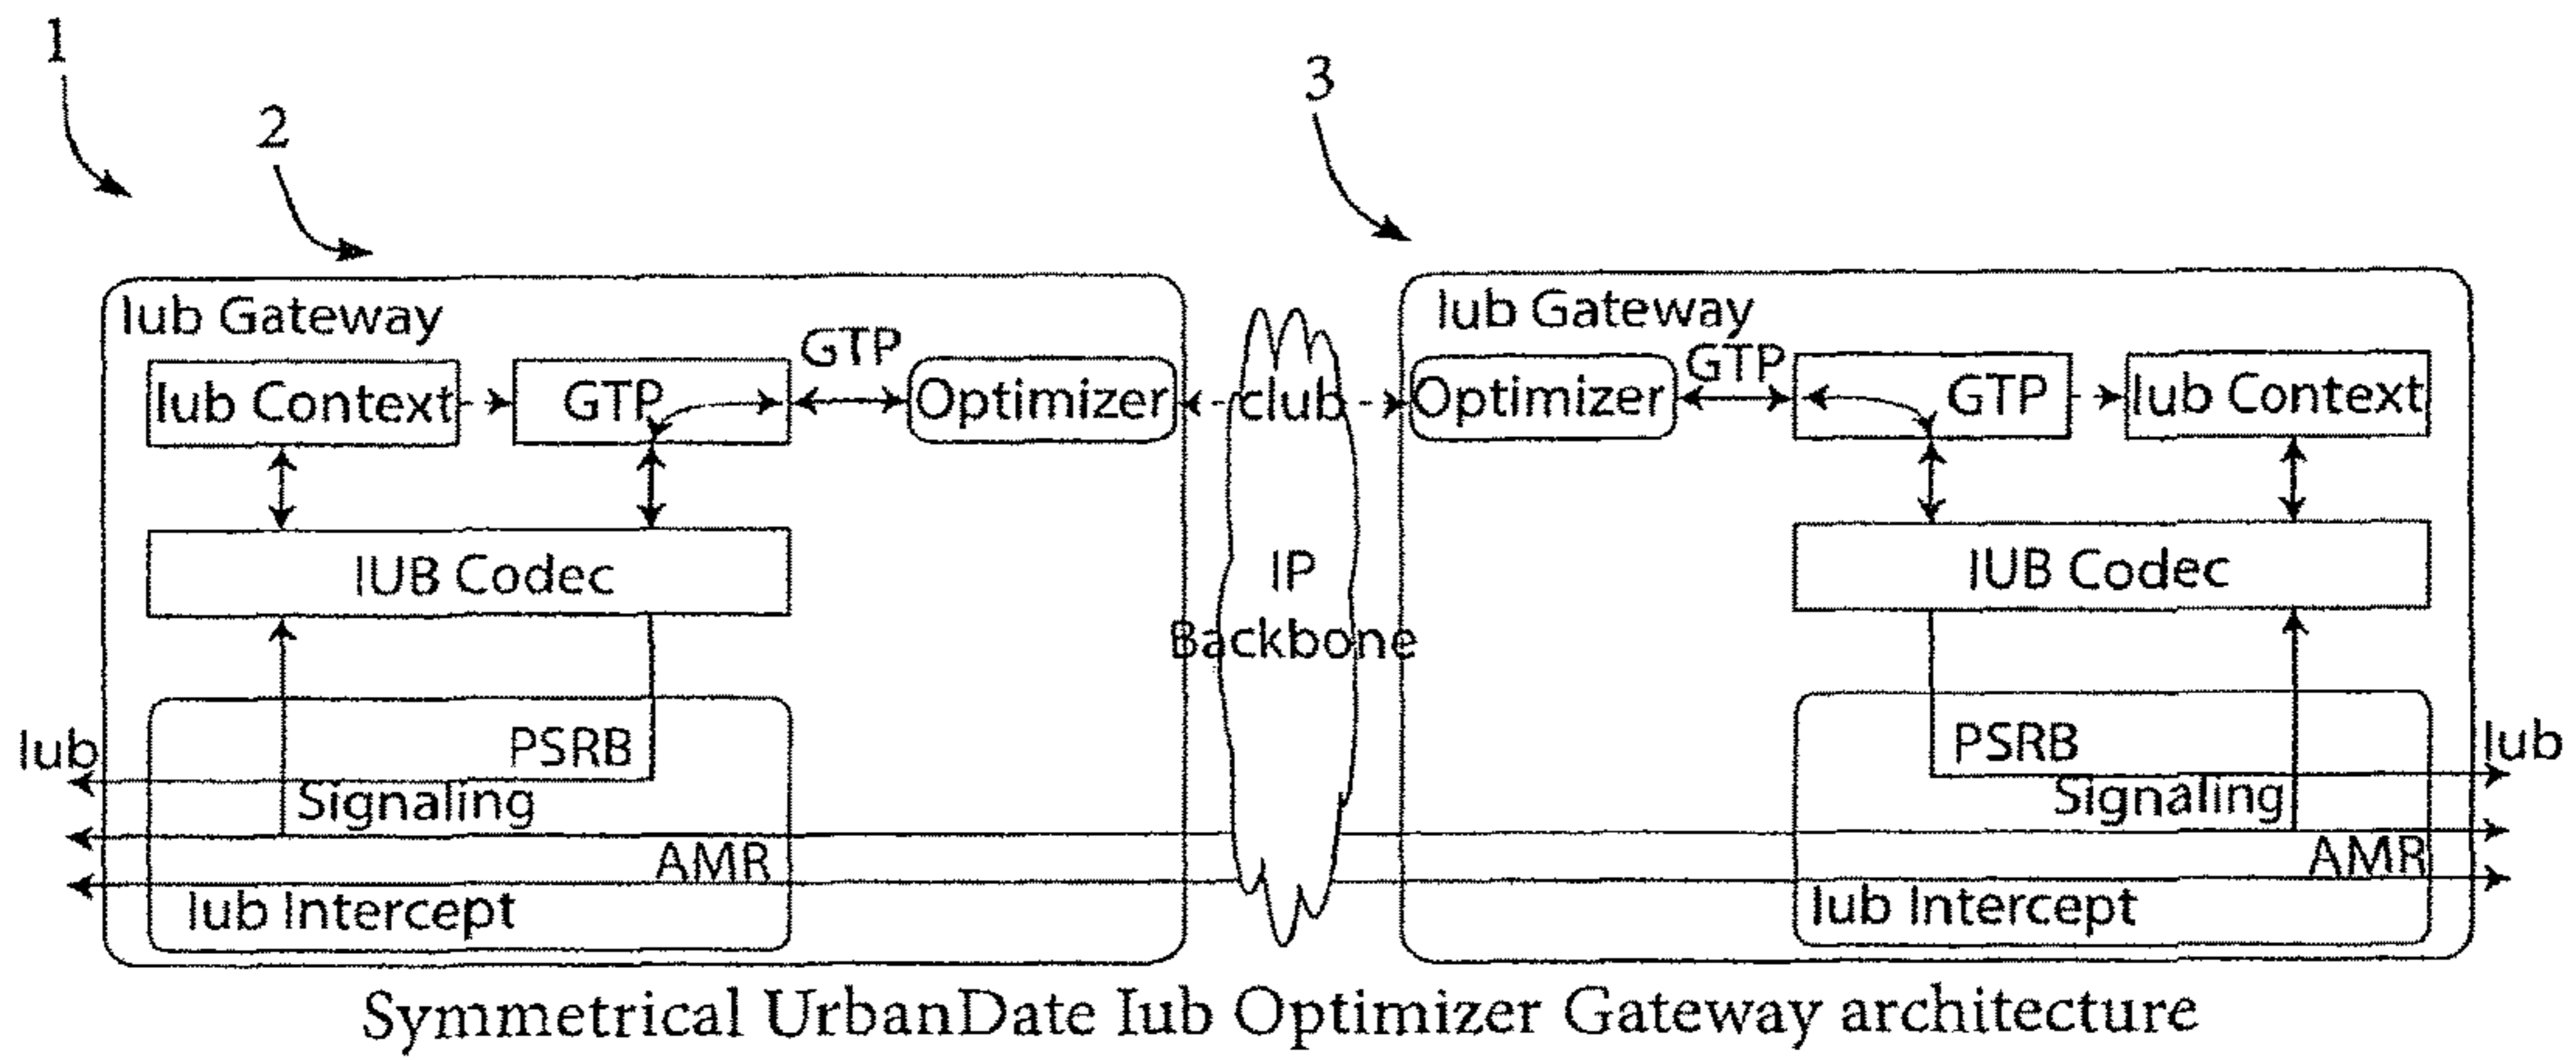 1
2
3
Iub Gateway
Iub Context
GTP
GTP
Optimizer
club
IUB Codec
Iub
PSRB
Signaling
AMR
Iub Intercept
IP
Backbone
Iub Gateway
Optimizer
GTP
GTP
Iub Context
IUB Codec
PSRB
Iub
Signaling
AMR
Iub Intercept
Symmetrical UrbanDate Iub Optimizer Gateway architecture